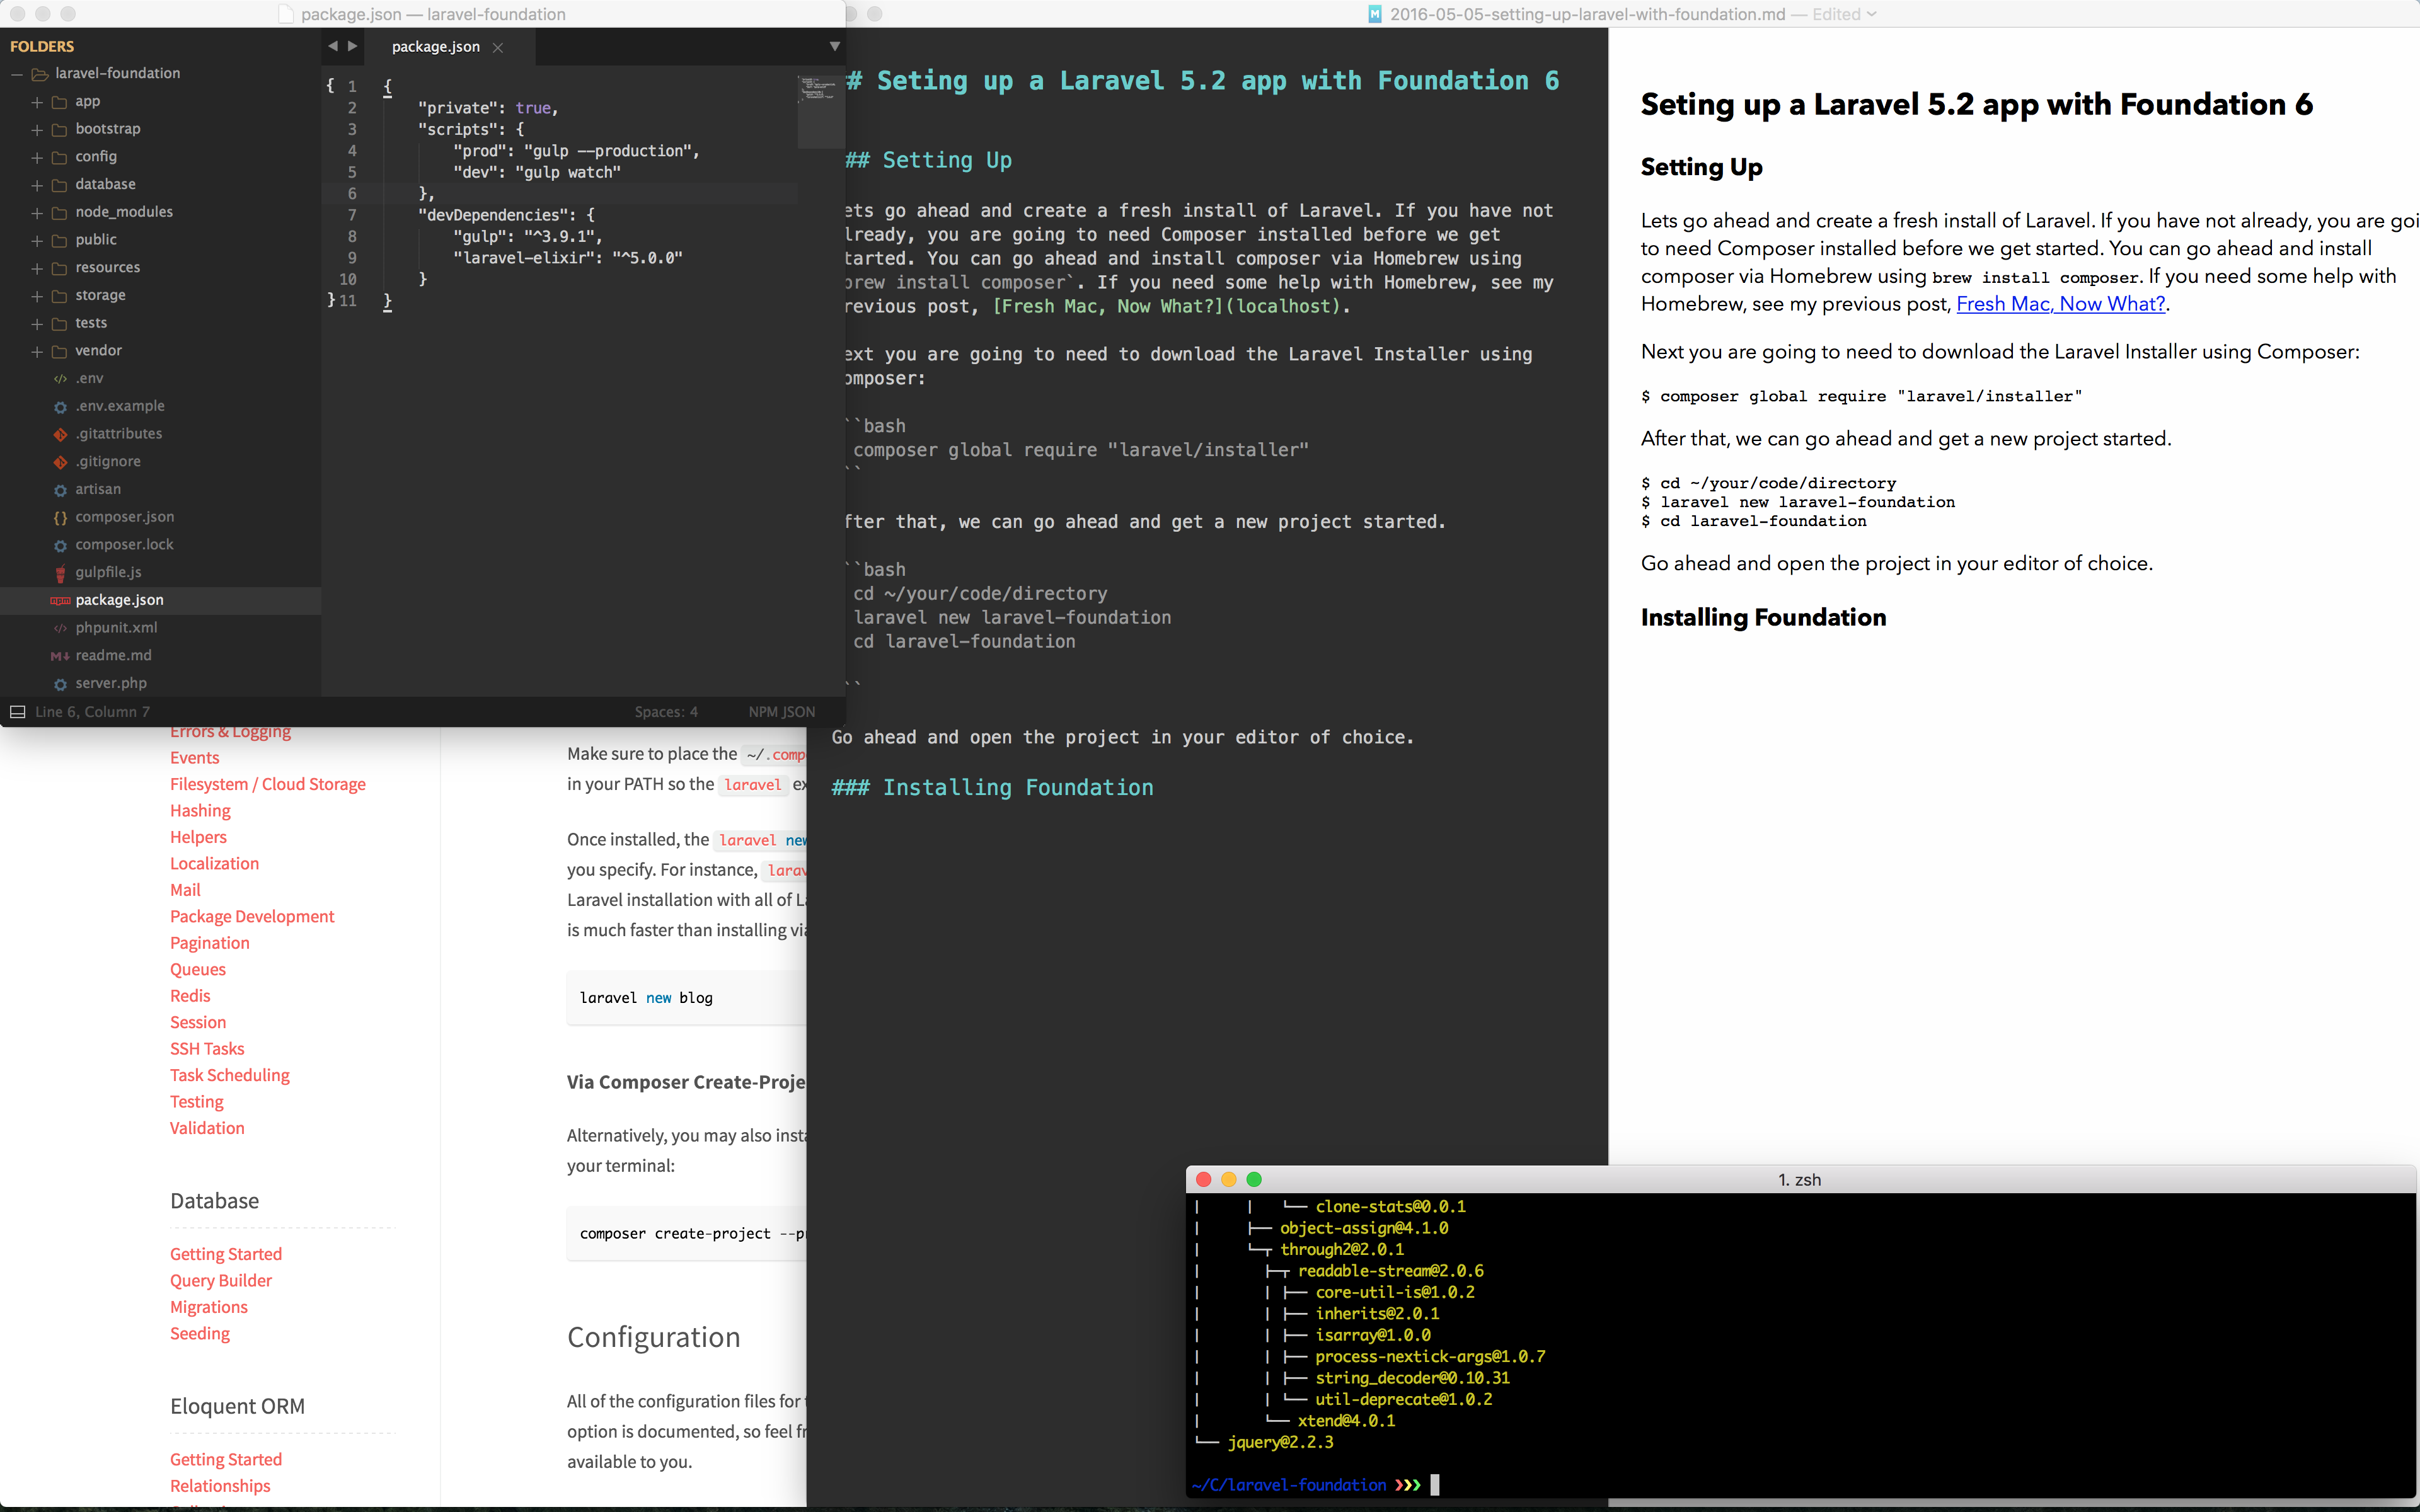 package.json — laravel-foundation
FOLDERS
laravel-foundation
app
bootstrap
config
database
node_modules
public
resources
storage
tests
vendor
.env
.env.example
.gitattributes
.gitignore
artisan
composer.json
composer.lock
gulpfile.js
package.json
phpunit.xml
readme.md
server.php
package.json
1 {
2 "private": true,
3 "scripts": {
4 "prod": "gulp --production",
5 "dev": "gulp watch"
6 },
7 "devDependencies": {
8 "gulp": "^3.9.1",
9 "laravel-elixir": "^5.0.0"
10 }
11 }
Line 6, Column 7
Spaces: 4
NPM JSON
2016-05-05-setting-up-laravel-with-foundation.md — Edited
# Seting up a Laravel 5.2 app with Foundation 6
## Setting Up
ets go ahead and create a fresh install of Laravel. If you have not
lready, you are going to need Composer installed before we get
tarted. You can go ahead and install composer via Homebrew using
brew install composer`. If you need some help with Homebrew, see my
revious post, [Fresh Mac, Now What?](localhost).
ext you are going to need to download the Laravel Installer using
omposer:
``bash
composer global require "laravel/installer"
``
fter that, we can go ahead and get a new project started.
``bash
cd ~/your/code/directory
laravel new laravel-foundation
cd laravel-foundation
``
Go ahead and open the project in your editor of choice.
### Installing Foundation
Seting up a Laravel 5.2 app with Foundation 6
Setting Up
Lets go ahead and create a fresh install of Laravel. If you have not already, you are goi
to need Composer installed before we get started. You can go ahead and install
composer via Homebrew using brew install composer. If you need some help with
Homebrew, see my previous post, Fresh Mac, Now What?.
Next you are going to need to download the Laravel Installer using Composer:
$ composer global require "laravel/installer"
After that, we can go ahead and get a new project started.
$ cd ~/your/code/directory
$ laravel new laravel-foundation
$ cd laravel-foundation
Go ahead and open the project in your editor of choice.
Installing Foundation
Errors & Logging
Events
Filesystem / Cloud Storage
Hashing
Helpers
Localization
Mail
Package Development
Pagination
Queues
Redis
Session
SSH Tasks
Task Scheduling
Testing
Validation
Database
Getting Started
Query Builder
Migrations
Seeding
Eloquent ORM
Getting Started
Relationships
Make sure to place the ~/.comp
in your PATH so the laravel ex
Once installed, the laravel new
you specify. For instance, larav
Laravel installation with all of La
is much faster than installing via
laravel new blog
Via Composer Create-Proje
Alternatively, you may also insta
your terminal:
composer create-project --pr
Configuration
All of the configuration files for t
option is documented, so feel fr
available to you.
1. zsh
| | └── clone-stats@0.0.1
| ├── object-assign@4.1.0
| └─┬ through2@2.0.1
| ├─┬ readable-stream@2.0.6
| | ├── core-util-is@1.0.2
| | ├── inherits@2.0.1
| | ├── isarray@1.0.0
| | ├── process-nextick-args@1.0.7
| | ├── string_decoder@0.10.31
| | └── util-deprecate@1.0.2
| └── xtend@4.0.1
└── jquery@2.2.3
~/C/laravel-foundation ❯❯❯